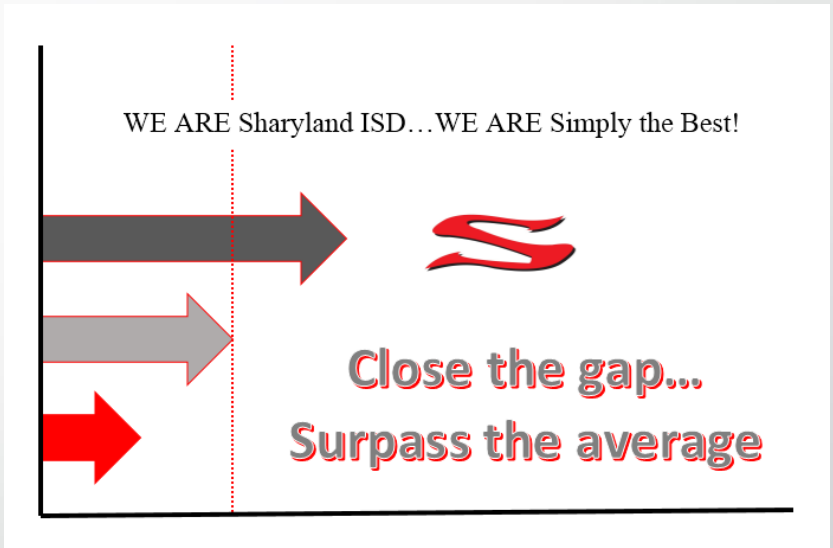 WE ARE Sharyland ISD…WE ARE Simply the Best!
S
Close the gap…
Surpass the average